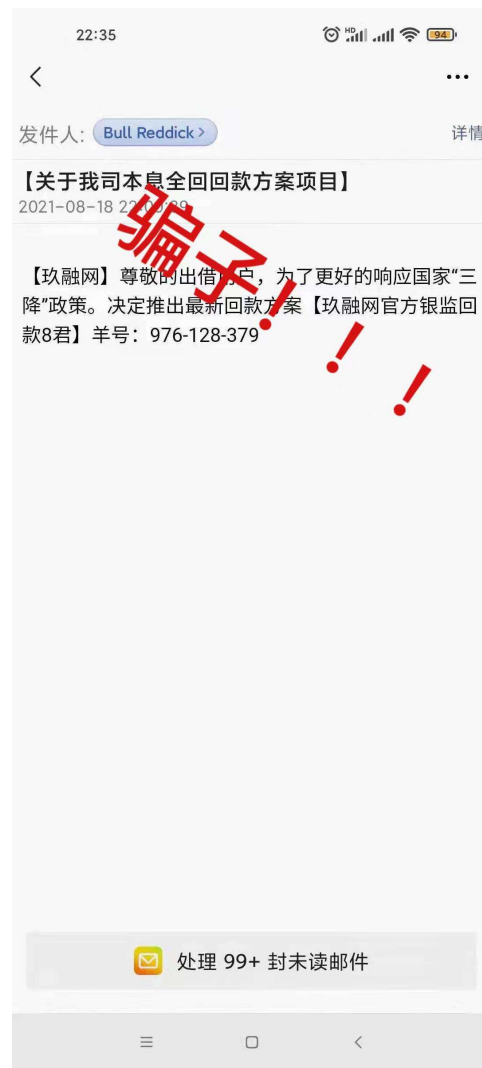 22:35
HD
94
发件人: Bull Reddick >
详情
【关于我司本息全回回款方案项目】
2021-08-18 22:
骗子！！！
【玖融网】尊敬的出借用户，为了更好的响应国家“三
降”政策。决定推出最新回款方案【玖融网官方银监回
款8君】羊号：976-128-379
处理 99+ 封未读邮件